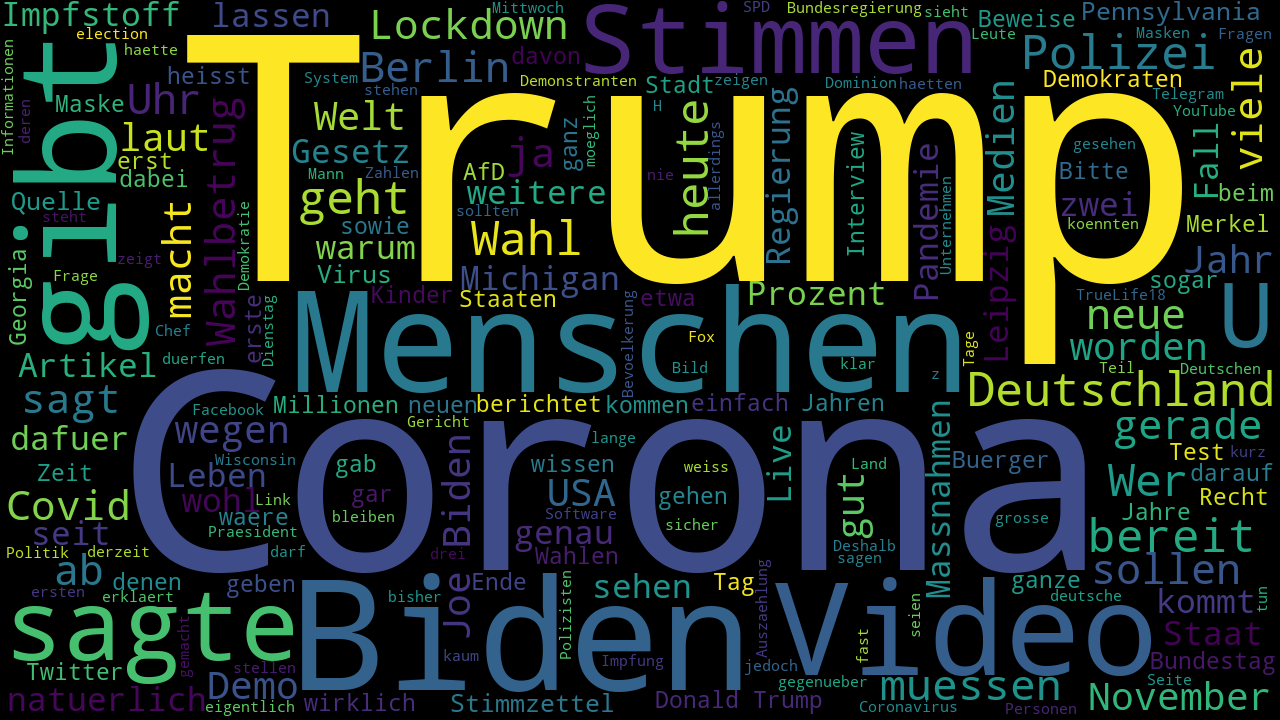 Impfstoff
lassen
Lockdown
Mittwoch
Stimmen
SPD
Bundesregierung
sieht
Beweise
Pennsylvania
election
haette
Informationen
deren
gibt
Trump
heisst
Berlin
davon
Leute
Polizei
Masken
Fragen
System
stehen
Demonstranten
Stadt
zeigen
Dominion
haetten
Demokraten
viele
Maske
Uhr
Wahlbetrug
Welt
H
moeglich
Telegram
YouTube
laut
erst
dabei
Gesetz
ja
ganz
heute
allerdings
Regierung
Interview
Pandemie
Medien
gesehen
Fall
Quelle
steht
macht
Mann
Zahlen
AfD
geht
weitere
nie
Bitte
zwei
beim
sollten
Unternehmen
koennten
Merkel
Georgia
zeigt
Demokratie
sowie
warum
Wahl
Leipzig
Frage
Virus
Michigan
Jahr
sogar
erste
Dienstag
Kinder
Staaten
etwa
Prozent
TrueLife18
neue
U
Chef
Menschen
Bevoelkerung
Fox
Tage
worden
Artikel
duerfen
Bild
klar
z
Teil
Deutschen
sagt
Facebook
Millionen
neuen
berichtet
kommen
einfach
Jahren
Deutschland
Corona
Gericht
dafuer
wegen
lange
Live
Massnahmen
gerade
Zeit
Wisconsin
Leben
gab
Biden
wissen
weiss
Land
Buerger
Test
kurz
Wer
darauf
Covid
wohl
Link
gar
USA
gehen
gut
Recht
seit
waere
bleiben
Software
sicher
grosse
Jahre
Praesident
genau
bereit
Politik
derzeit
darf
drei
Wahlen
Deshalb
sagen
ab
denen
geben
Joe
Ende
sehen
Tag
Auszaehlung
ganze
sollen
ersten
erklaert
bisher
Polizisten
Video
seien
deutsche
kommt
tun
sagte
Biden
Staat
gemacht
Twitter
stellen
kaum
Impfung
jedoch
fast
Bundestag
Demo
gegenueber
muessen
Seite
natuerlich
eigentlich
wirklich
Stimmzettel
Donald Trump
Coronavirus
Personen
November